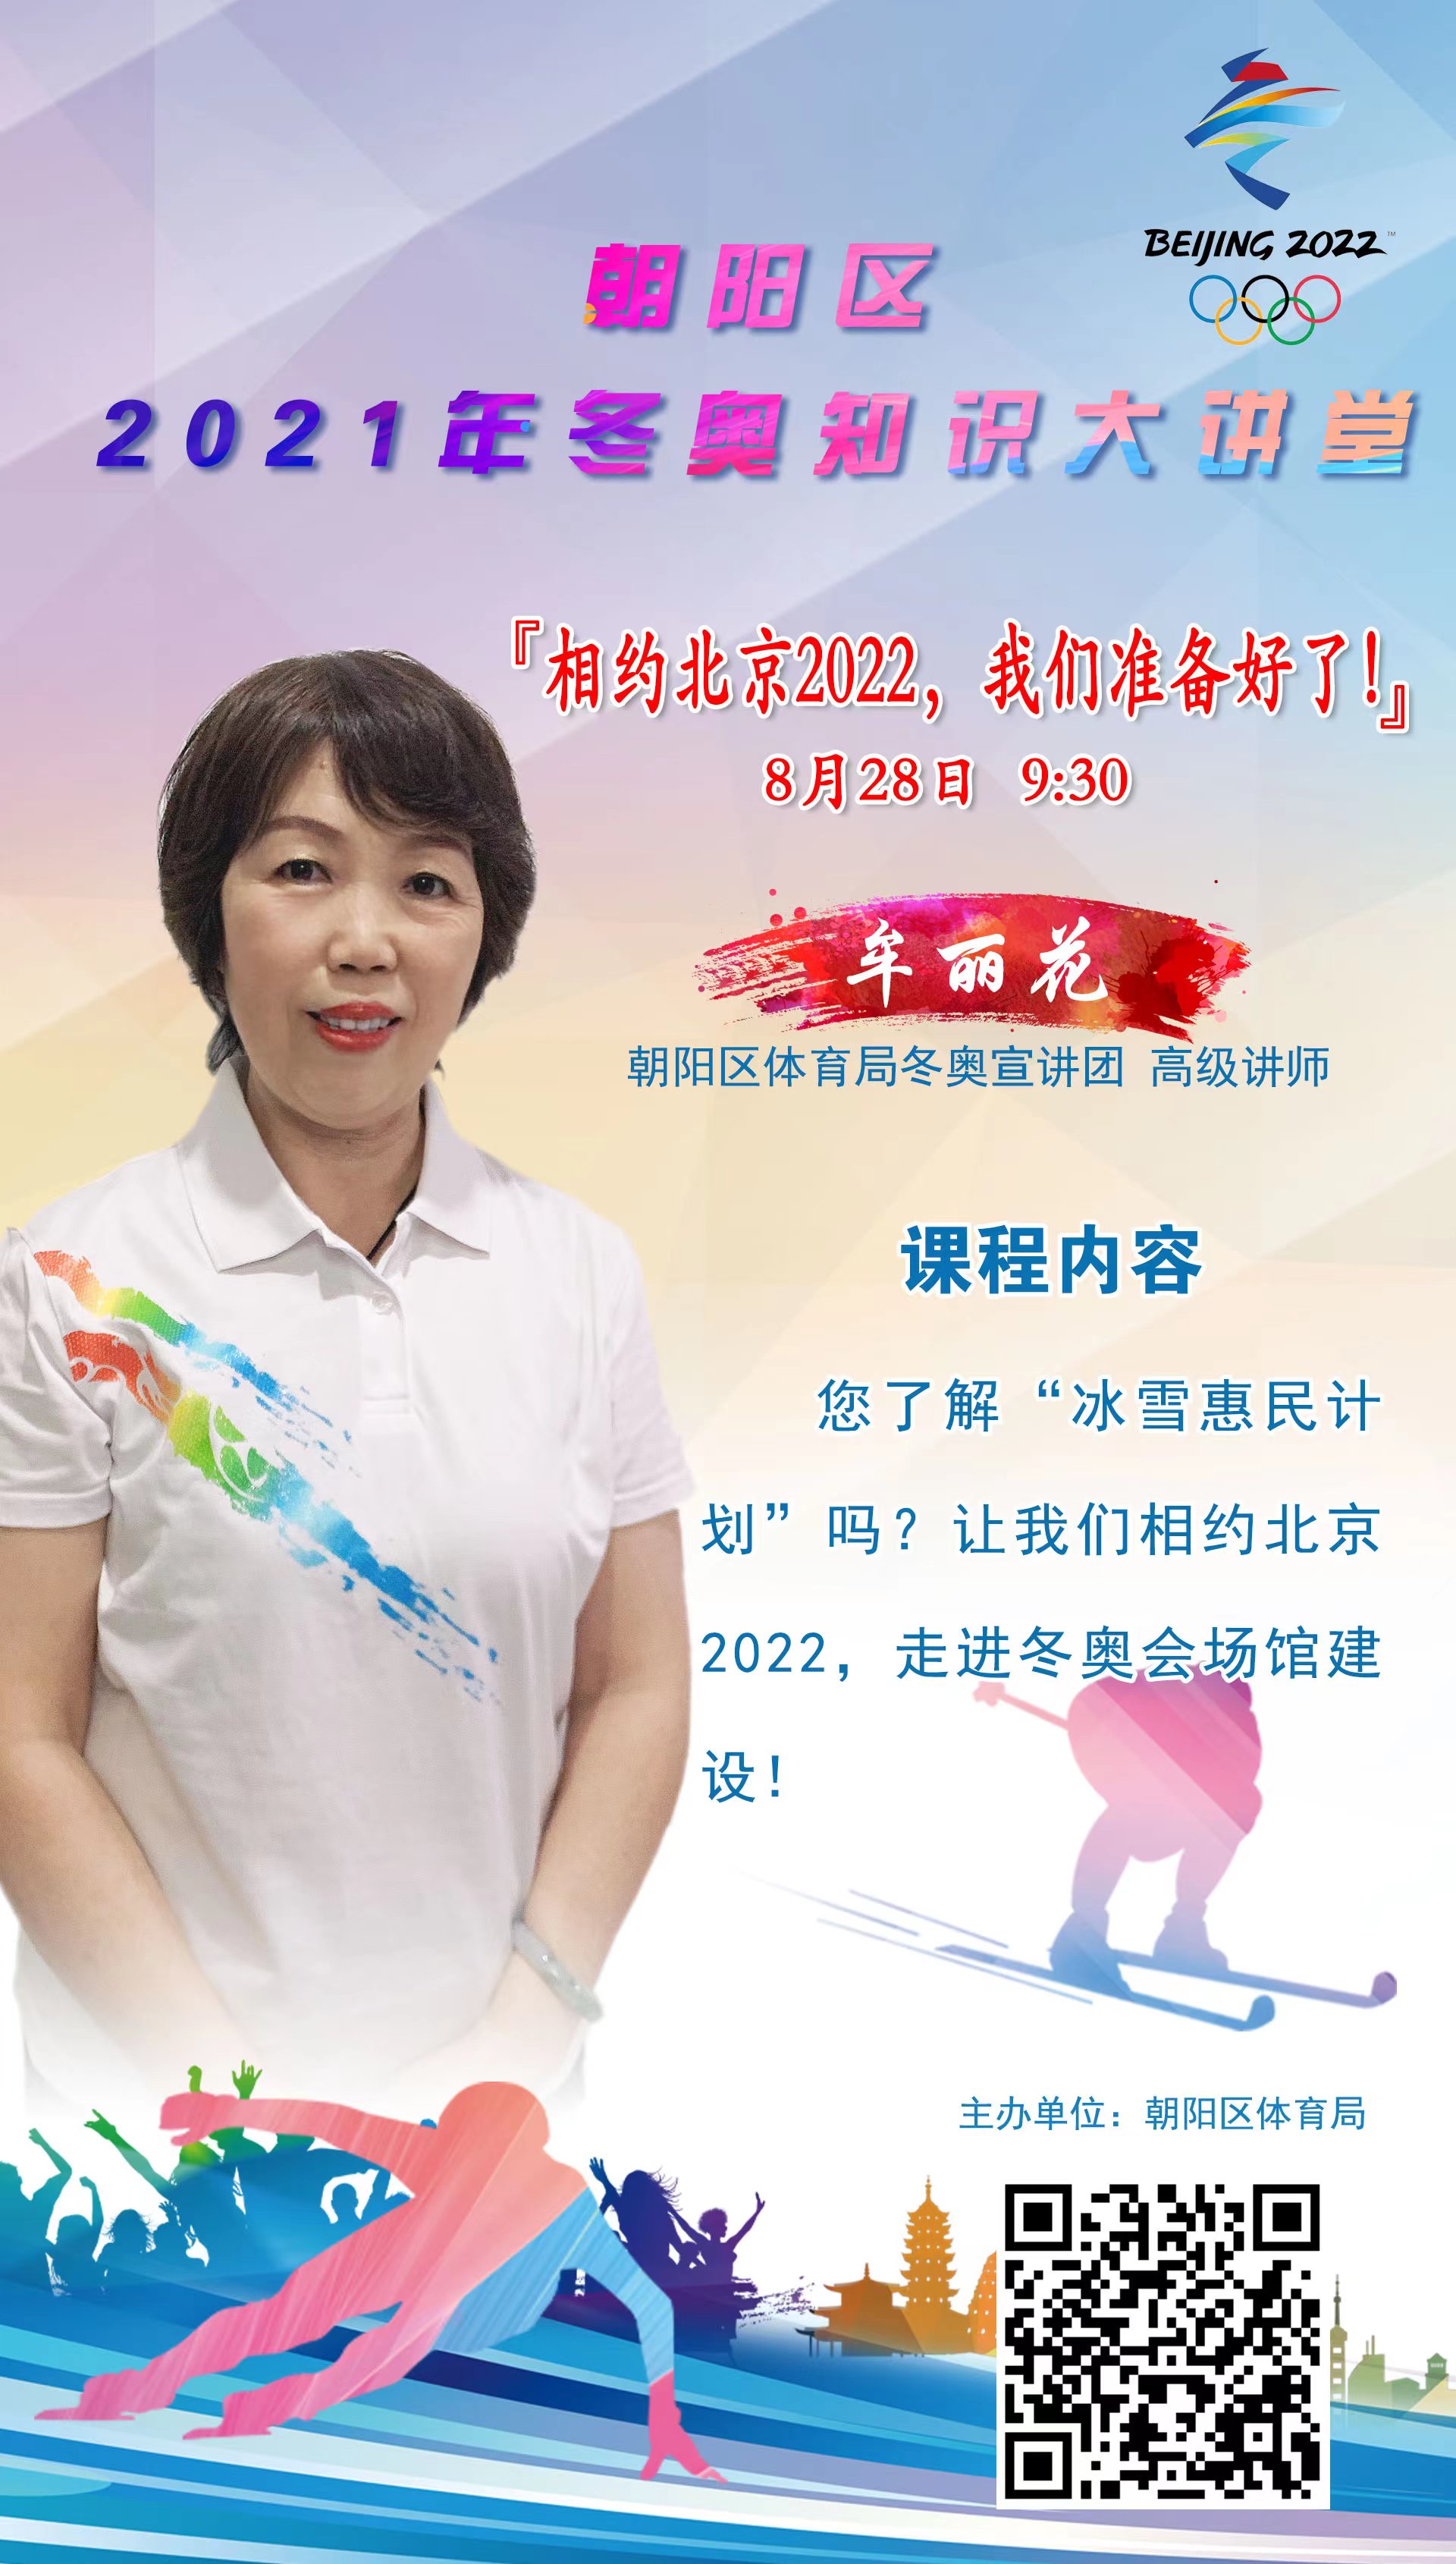 BEIJING 2022™
朝阳区
2021年冬奥知识大讲堂
『相约北京2022，我们准备好了！』
8月28日 9:30
牟丽花
朝阳区体育局冬奥宣讲团 高级讲师
课程内容
您了解“冰雪惠民计
划”吗？让我们相约北京
2022，走进冬奥会场馆建
设！
主办单位：朝阳区体育局